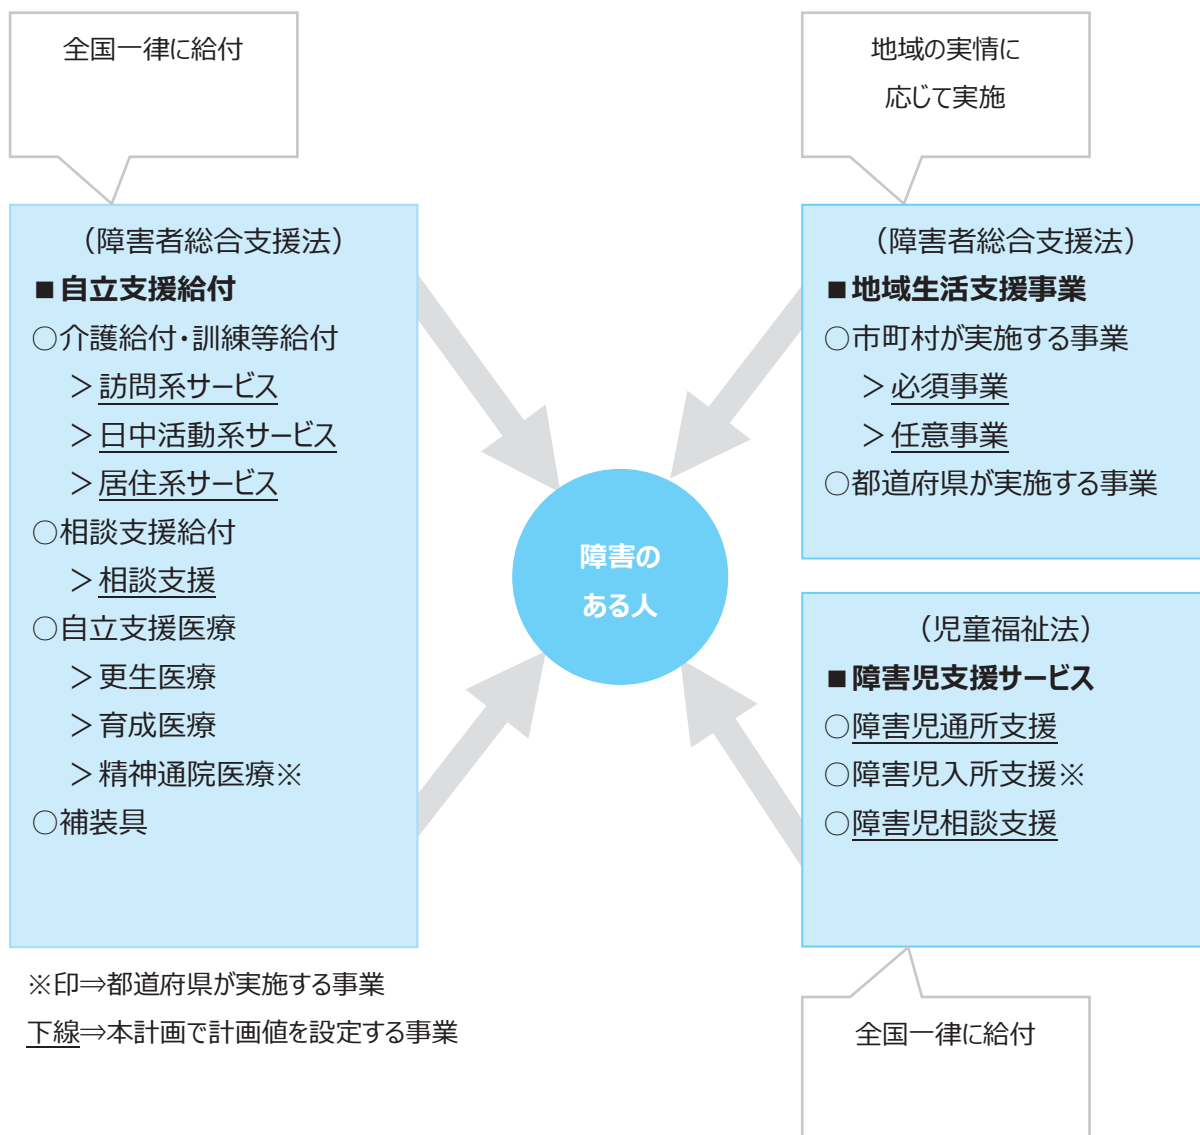 全国一律に給付
（障害者総合支援法）
■自立支援給付
○介護給付・訓練等給付
＞訪問系サービス
＞日中活動系サービス
＞居住系サービス
○相談支援給付
＞相談支援
○自立支援医療
＞更生医療
＞育成医療
＞精神通院医療※
○補装具
※印⇒都道府県が実施する事業
下線⇒本計画で計画値を設定する事業
障害の
ある人
地域の実情に
応じて実施
（障害者総合支援法）
■地域生活支援事業
○市町村が実施する事業
＞必須事業
＞任意事業
○都道府県が実施する事業
（児童福祉法）
■障害児支援サービス
○障害児通所支援
○障害児入所支援※
○障害児相談支援
全国一律に給付